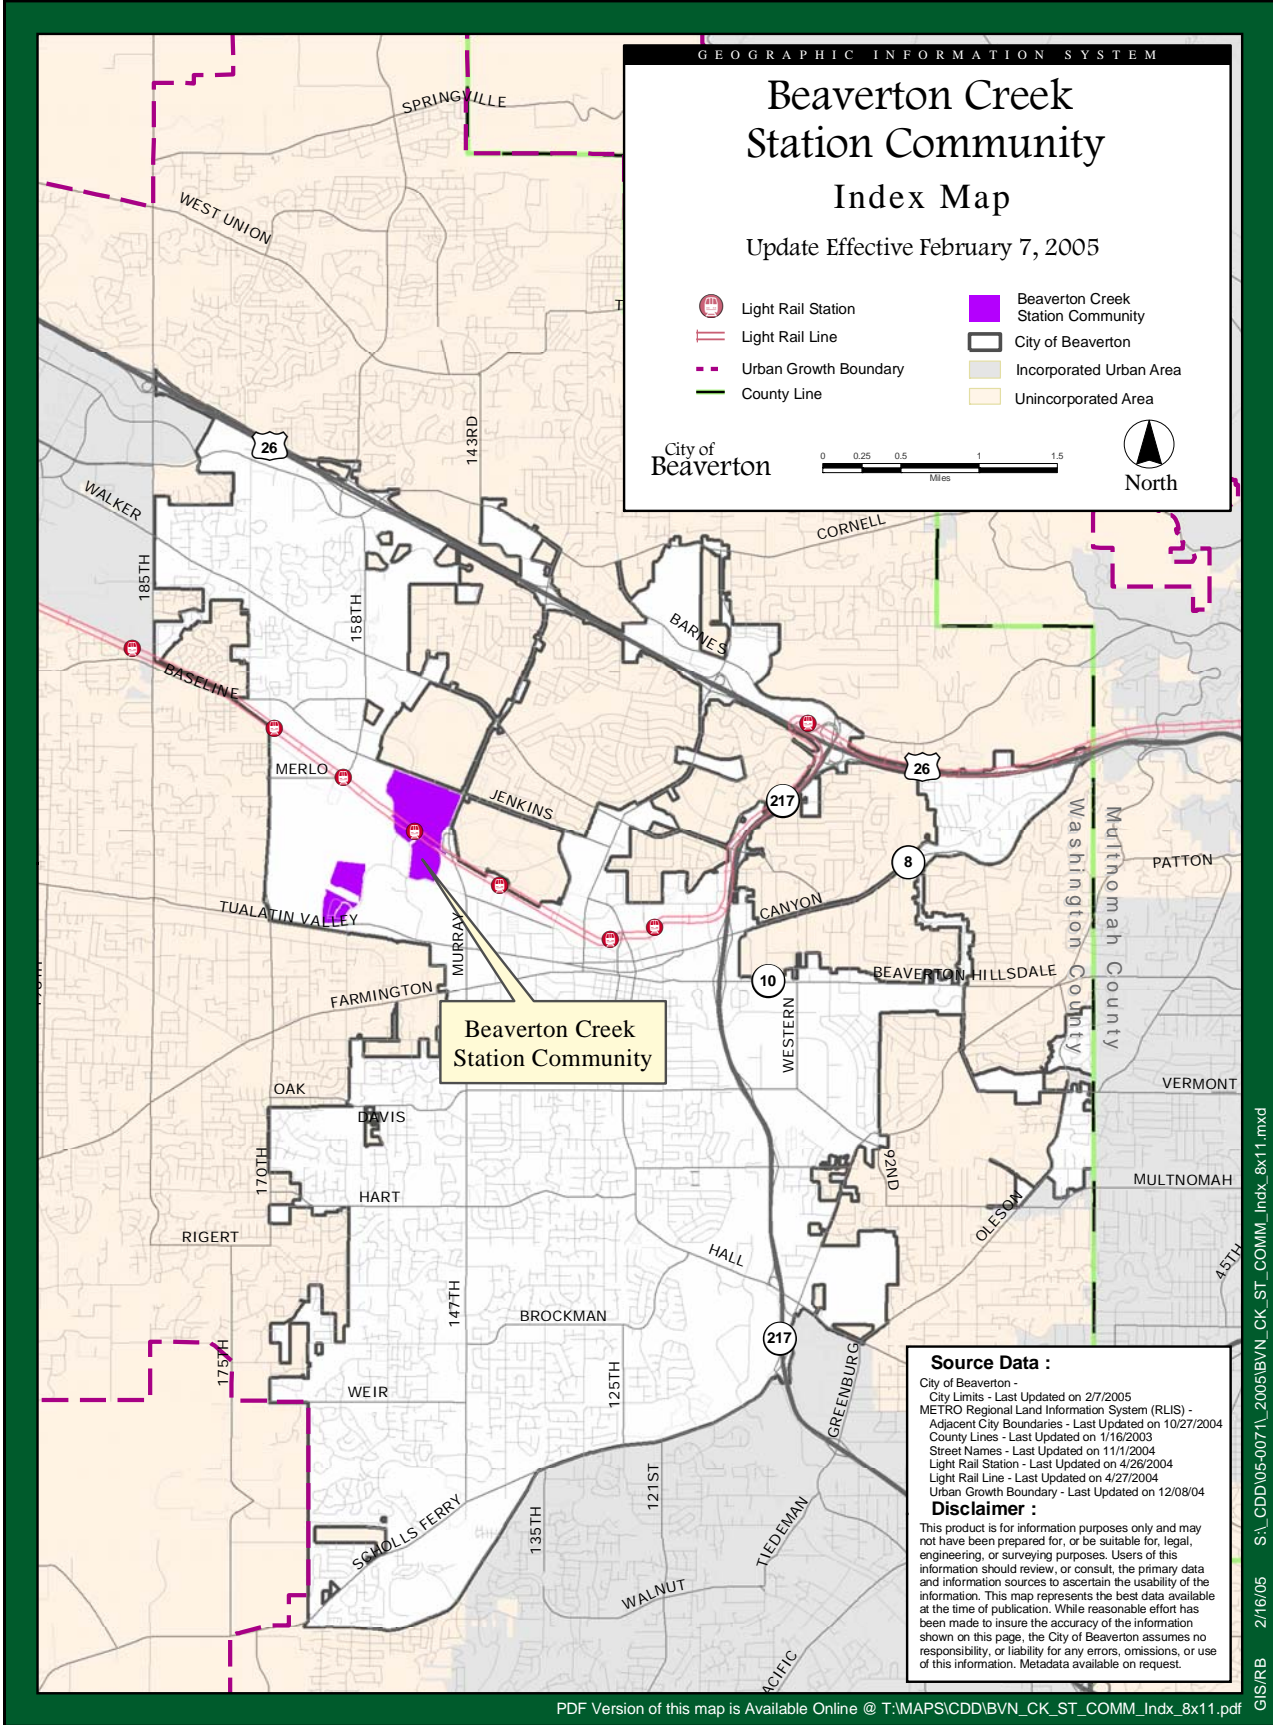 GEOGRAPHIC INFORMATION SYSTEM
Beaverton Creek
Station Community
Index Map
Update Effective February 7, 2005
Light Rail Station
Light Rail Line
Urban Growth Boundary
County Line
Beaverton Creek
Station Community
City of Beaverton
Incorporated Urban Area
Unincorporated Area
City of
Beaverton
0 0.25 0.5 1 1.5
Miles
North
SPRINGVILLE
WEST UNION
T
143RD
26
WALKER
CORNELL
185TH
158TH
BARNES
BASELINE
MERLO
JENKINS
26
217
8
PATTON
Washington County
Multnomah County
CANYON
TUALATIN VALLEY
MURRAY
BEAVERTON HILLSDALE
10
FARMINGTON
WESTERN
Beaverton Creek
Station Community
OAK
VERMONT
DAVIS
170TH
92ND
HART
MULTNOMAH
OLESON
RIGERT
HALL
45TH
147TH
BROCKMAN
217
175TH
125TH
GREENBURG
WEIR
121ST
SCHOLLS FERRY
135TH
TIEDEMAN
WALNUT
ACIFIC
Source Data :
City of Beaverton -
City Limits - Last Updated on 2/7/2005
METRO Regional Land Information System (RLIS) -
Adjacent City Boundaries - Last Updated on 10/27/2004
County Lines - Last Updated on 1/16/2003
Street Names - Last Updated on 11/1/2004
Light Rail Station - Last Updated on 4/26/2004
Light Rail Line - Last Updated on 4/27/2004
Urban Growth Boundary - Last Updated on 12/08/04
Disclaimer :
This product is for information purposes only and may
not have been prepared for, or be suitable for, legal,
engineering, or surveying purposes. Users of this
information should review, or consult, the primary data
and information sources to ascertain the usability of the
information. This map represents the best data available
at the time of publication. While reasonable effort has
been made to insure the accuracy of the information
shown on this page, the City of Beaverton assumes no
responsibility, or liability for any errors, omissions, or use
of this information. Metadata available on request.
PDF Version of this map is Available Online @ T:\MAPS\CDD\BVN_CK_ST_COMM_Indx_8x11.pdf
GIS/RB 2/16/05 S:\_CDD\05-0071\_2005\BVN_CK_ST_COMM_Indx_8x11.mxd